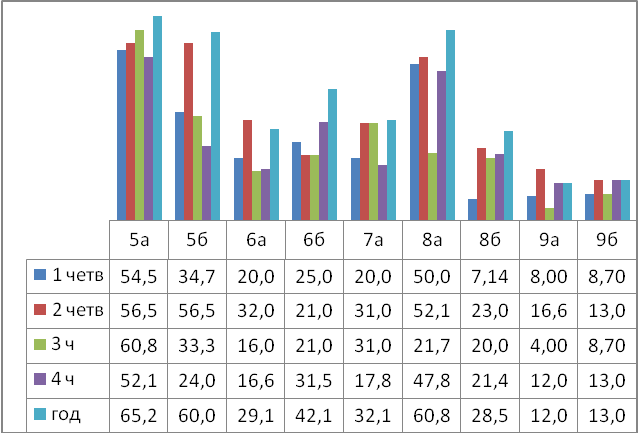 5а 5б 6а 6б 7а 8а 8б 9а 9б
1 четв 54,5 34,7 20,0 25,0 20,0 50,0 7,14 8,00 8,70
2 четв 56,5 56,5 32,0 21,0 31,0 52,1 23,0 16,6 13,0
3 ч 60,8 33,3 16,0 21,0 31,0 21,7 20,0 4,00 8,70
4 ч 52,1 24,0 16,6 31,5 17,8 47,8 21,4 12,0 13,0
год 65,2 60,0 29,1 42,1 32,1 60,8 28,5 12,0 13,0